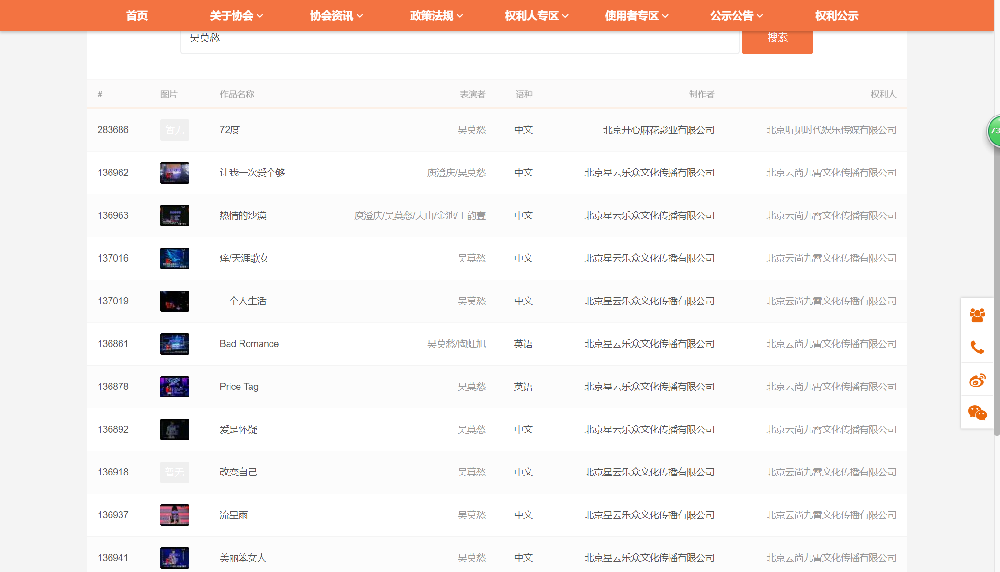 首页 关于协会 协会资讯 政策法规 权利人专区 使用者专区 公示公告 权利公示
吴莫愁 搜索
# 图片 作品名称 表演者 语种 制作者 权利人
283686 暂无 72度 吴莫愁 中文 北京开心麻花影业有限公司 北京听见时代娱乐传媒有限公司
73
136962 让我一次爱个够 庾澄庆/吴莫愁 中文 北京星云乐众文化传播有限公司 北京云尚九霄文化传播有限公司
136963 热情的沙漠 庾澄庆/吴莫愁/大山/金池/王韵壹 中文 北京星云乐众文化传播有限公司 北京云尚九霄文化传播有限公司
137016 痒/天涯歌女 吴莫愁 中文 北京星云乐众文化传播有限公司 北京云尚九霄文化传播有限公司
137019 一个人生活 吴莫愁 中文 北京星云乐众文化传播有限公司 北京云尚九霄文化传播有限公司
136861 Bad Romance 吴莫愁/陶虹旭 英语 北京星云乐众文化传播有限公司 北京云尚九霄文化传播有限公司
136878 Price Tag 吴莫愁 英语 北京星云乐众文化传播有限公司 北京云尚九霄文化传播有限公司
136892 爱是怀疑 吴莫愁 中文 北京星云乐众文化传播有限公司 北京云尚九霄文化传播有限公司
136918 暂无 改变自己 吴莫愁 中文 北京星云乐众文化传播有限公司 北京云尚九霄文化传播有限公司
136937 流星雨 吴莫愁 中文 北京星云乐众文化传播有限公司 北京云尚九霄文化传播有限公司
136941 美丽笨女人 吴莫愁 中文 北京星云乐众文化传播有限公司 北京云尚九霄文化传播有限公司